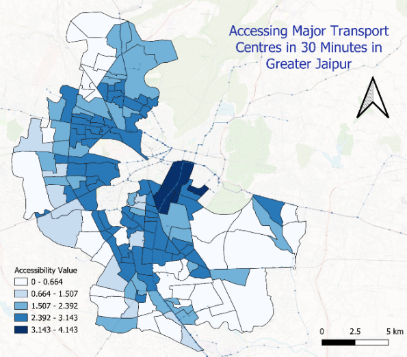 Accessing Major Transport
Centres in 30 Minutes in
Greater Jaipur
Accessibility Value
0 - 0.664
0.664 - 1.507
1.507 - 2.392
2.392 - 3.143
3.143 - 4.143
0 2.5 5 km